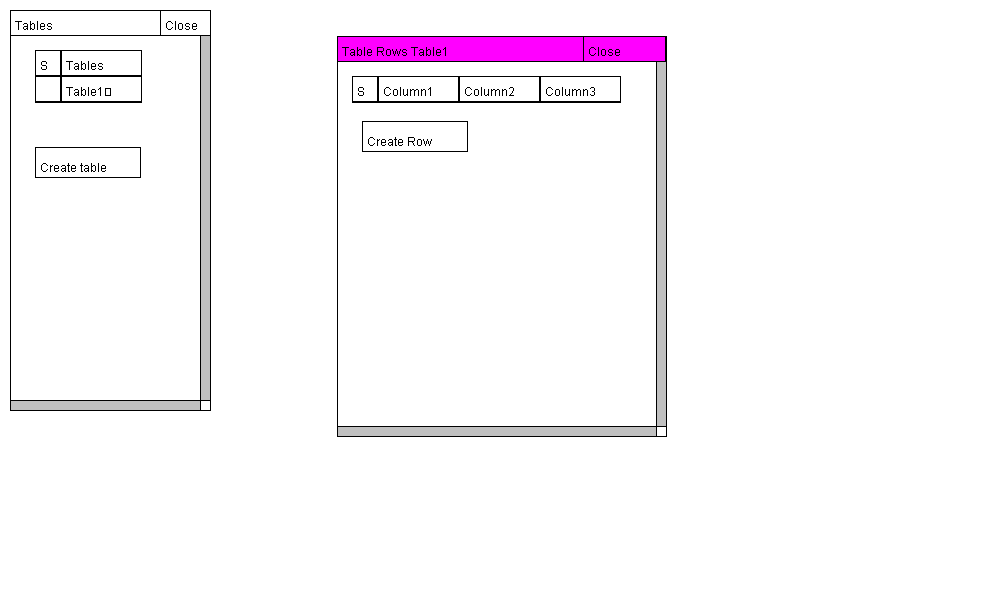 Tables Close
S Tables
Table1▯
Create table
Table Rows Table1 Close
S Column1 Column2 Column3
Create Row